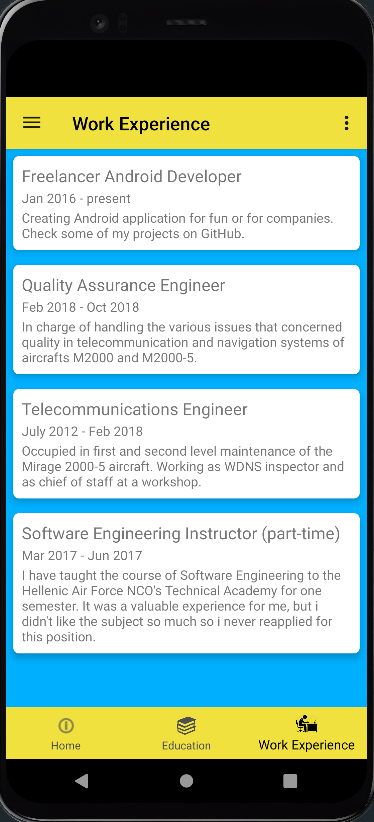 Work Experience
Freelancer Android Developer
Jan 2016 - present
Creating Android application for fun or for companies.
Check some of my projects on GitHub.
Quality Assurance Engineer
Feb 2018 - Oct 2018
In charge of handling the various issues that concerned
quality in telecommunication and navigation systems of
aircrafts M2000 and M2000-5.
Telecommunications Engineer
July 2012 - Feb 2018
Occupied in first and second level maintenance of the
Mirage 2000-5 aircraft. Working as WDNS inspector and
as chief of staff at a workshop.
Software Engineering Instructor (part-time)
Mar 2017 - Jun 2017
I have taught the course of Software Engineering to the
Hellenic Air Force NCO's Technical Academy for one
semester. It was a valuable experience for me, but i
didn't like the subject so much so i never reapplied for
this position.
Home
Education
Work Experience